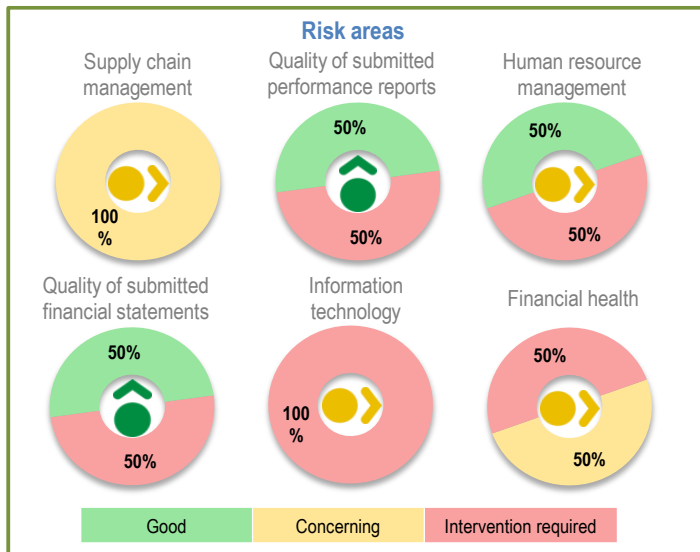 Risk areas
Supply chain
management
Quality of submitted
performance reports
Human resource
management
100
%
50%
50%
50%
50%
Quality of submitted
financial statements
Information
technology
Financial health
50%
50%
100
%
50%
50%
Good
Concerning
Intervention required